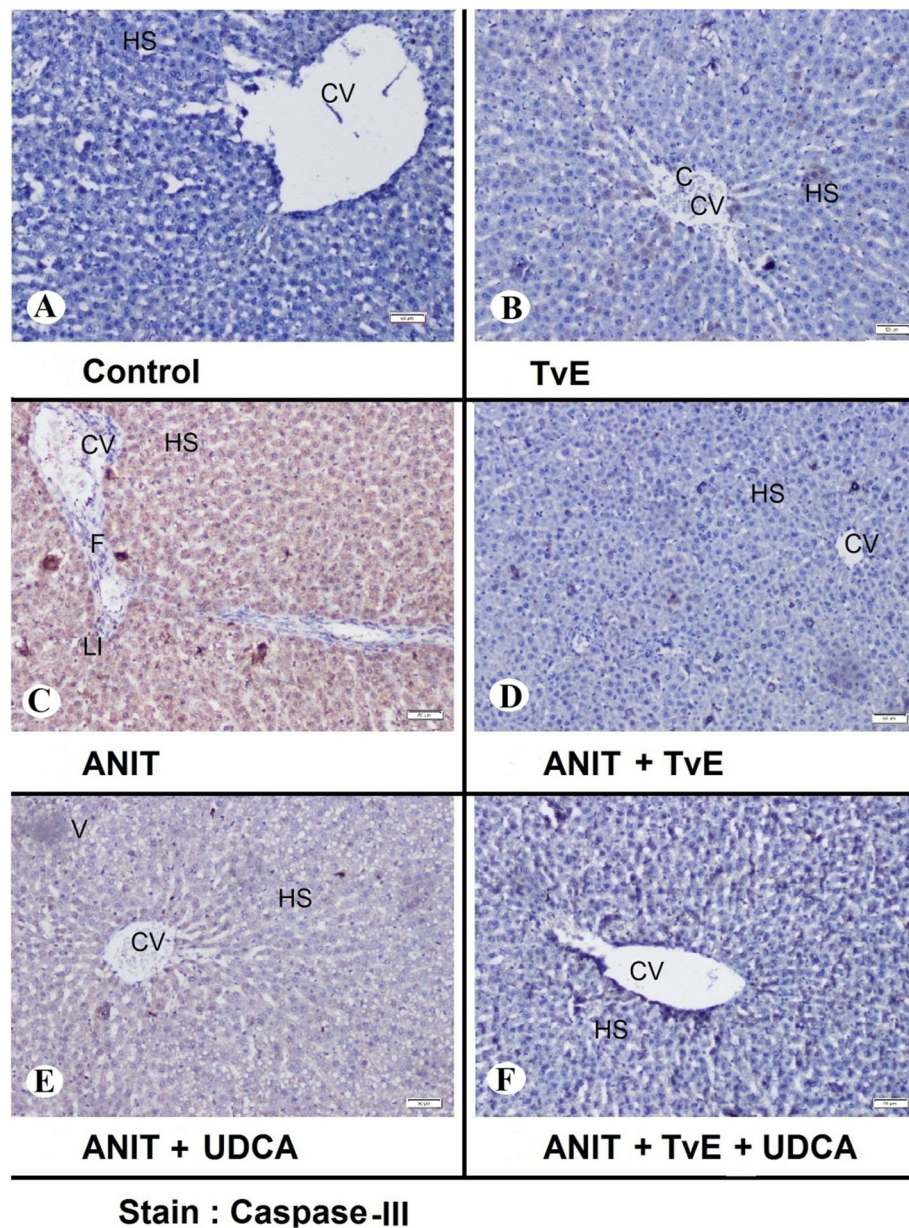 HS
CV
A
Control
C
CV
HS
B
TvE
CV
HS
F
LI
C
ANIT
HS
CV
D
ANIT + TvE
V
HS
CV
E
ANIT + UDCA
CV
HS
F
ANIT + TvE + UDCA
Stain : Caspase-III